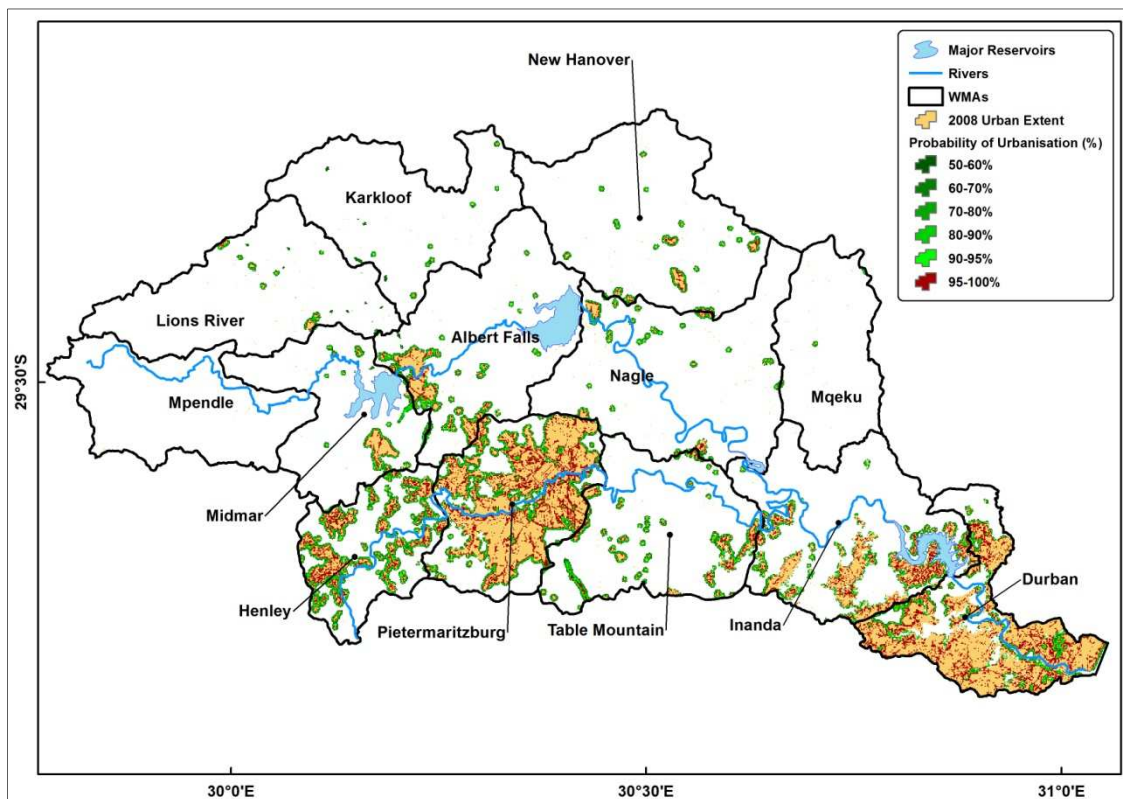 New Hanover
Karkloof
Lions River
Albert Falls
Mpendle
Nagle
Mqeku
Midmar
Henley
Pietermaritzburg
Table Mountain
Inanda
Durban
Major Reservoirs
Rivers
WMAs
2008 Urban Extent
Probability of Urbanisation (%)
50-60%
60-70%
70-80%
80-90%
90-95%
95-100%
29°30'S
30°0'E
30°30'E
31°0'E